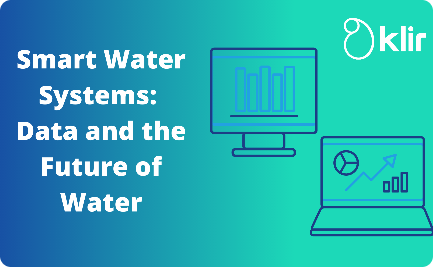 Smart Water
Systems:
Data and the
Future of
Water
klir